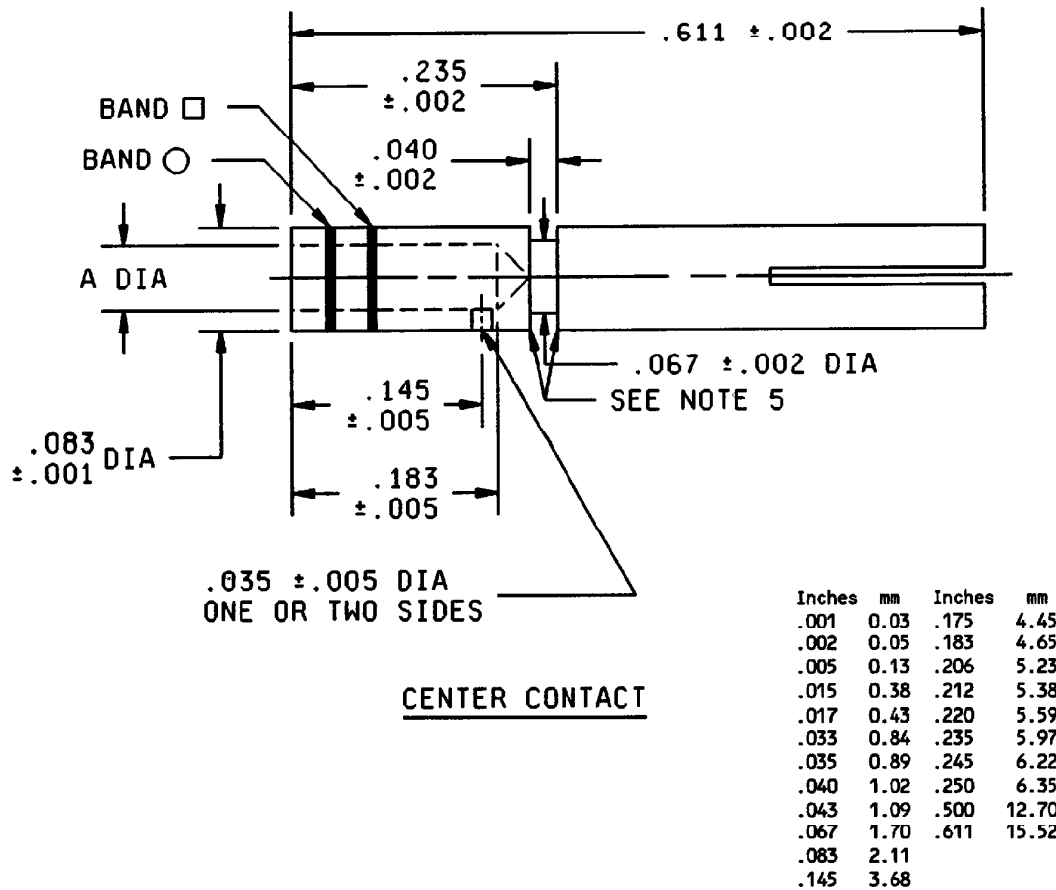 .611 ±.002
.235
±.002
BAND □
BAND ○
.040
±.002
A DIA
.067 ±.002 DIA
SEE NOTE 5
.145
±.005
.083
±.001 DIA
.183
±.005
.035 ±.005 DIA
ONE OR TWO SIDES
CENTER CONTACT
Inches mm Inches mm
.001 0.03 .175 4.45
.002 0.05 .183 4.65
.005 0.13 .206 5.23
.015 0.38 .212 5.38
.017 0.43 .220 5.59
.033 0.84 .235 5.97
.035 0.89 .245 6.22
.040 1.02 .250 6.35
.043 1.09 .500 12.70
.067 1.70 .611 15.52
.083 2.11
.145 3.68